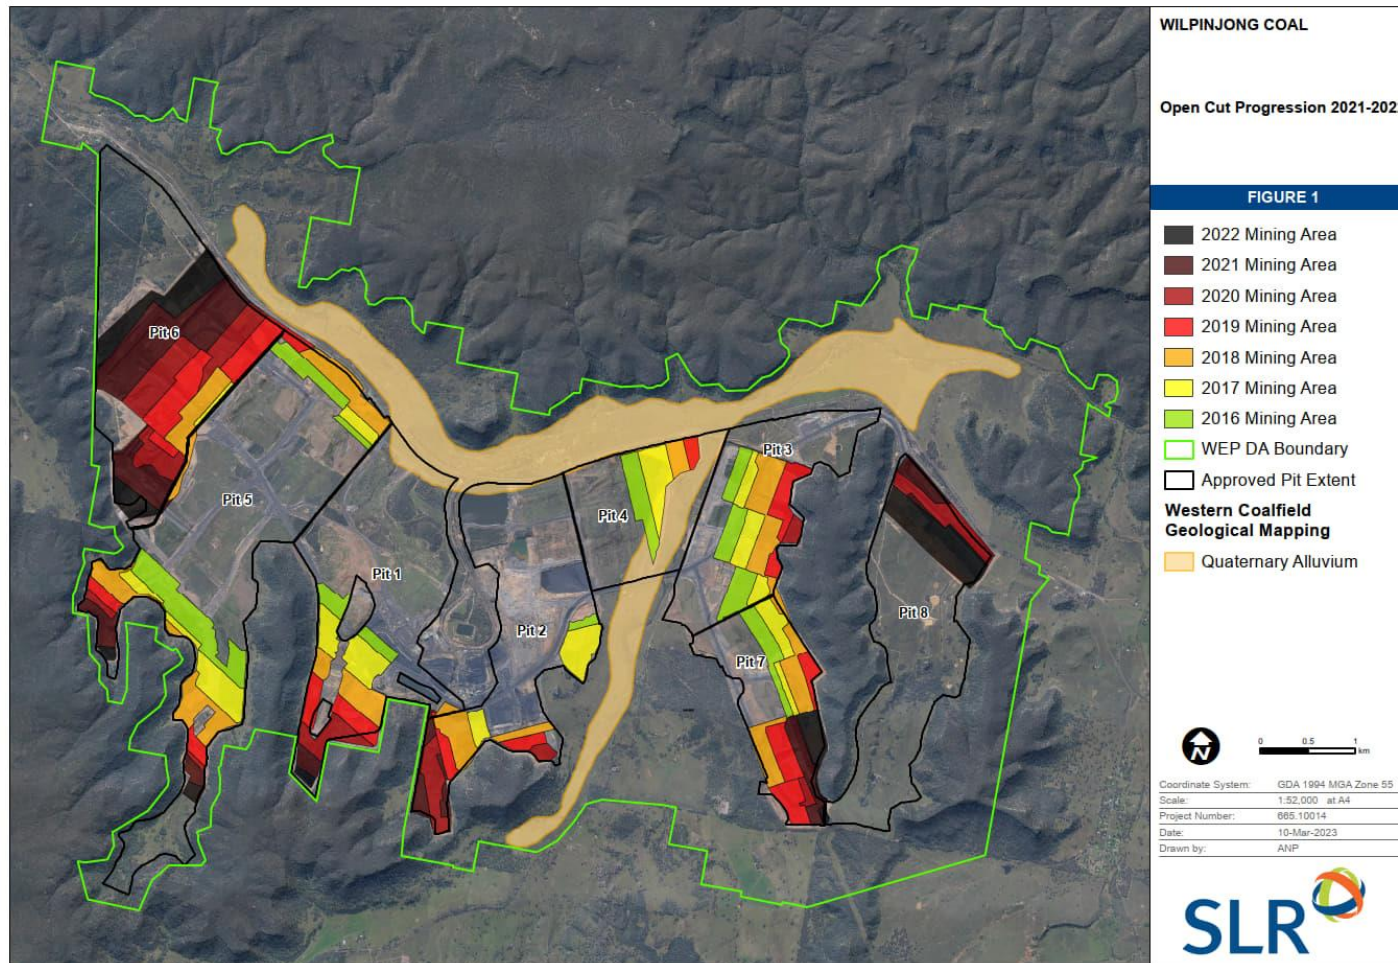 WILPINJONG COAL
Open Cut Progression 2021-202
FIGURE 1
2022 Mining Area
2021 Mining Area
2020 Mining Area
2019 Mining Area
2018 Mining Area
2017 Mining Area
2016 Mining Area
WEP DA Boundary
Approved Pit Extent
Western Coalfield
Geological Mapping
Quaternary Alluvium
Pit 6
Pit 3
Pit 5
Pit 4
Pit 1
Pit 8
Pit 2
Pit 7
N
0 0.5 1
km
Coordinate System: GDA 1994 MGA Zone 55
Scale: 1:52,000 at A4
Project Number: 665.10014
Date: 10-Mar-2023
Drawn by: ANP
SLR